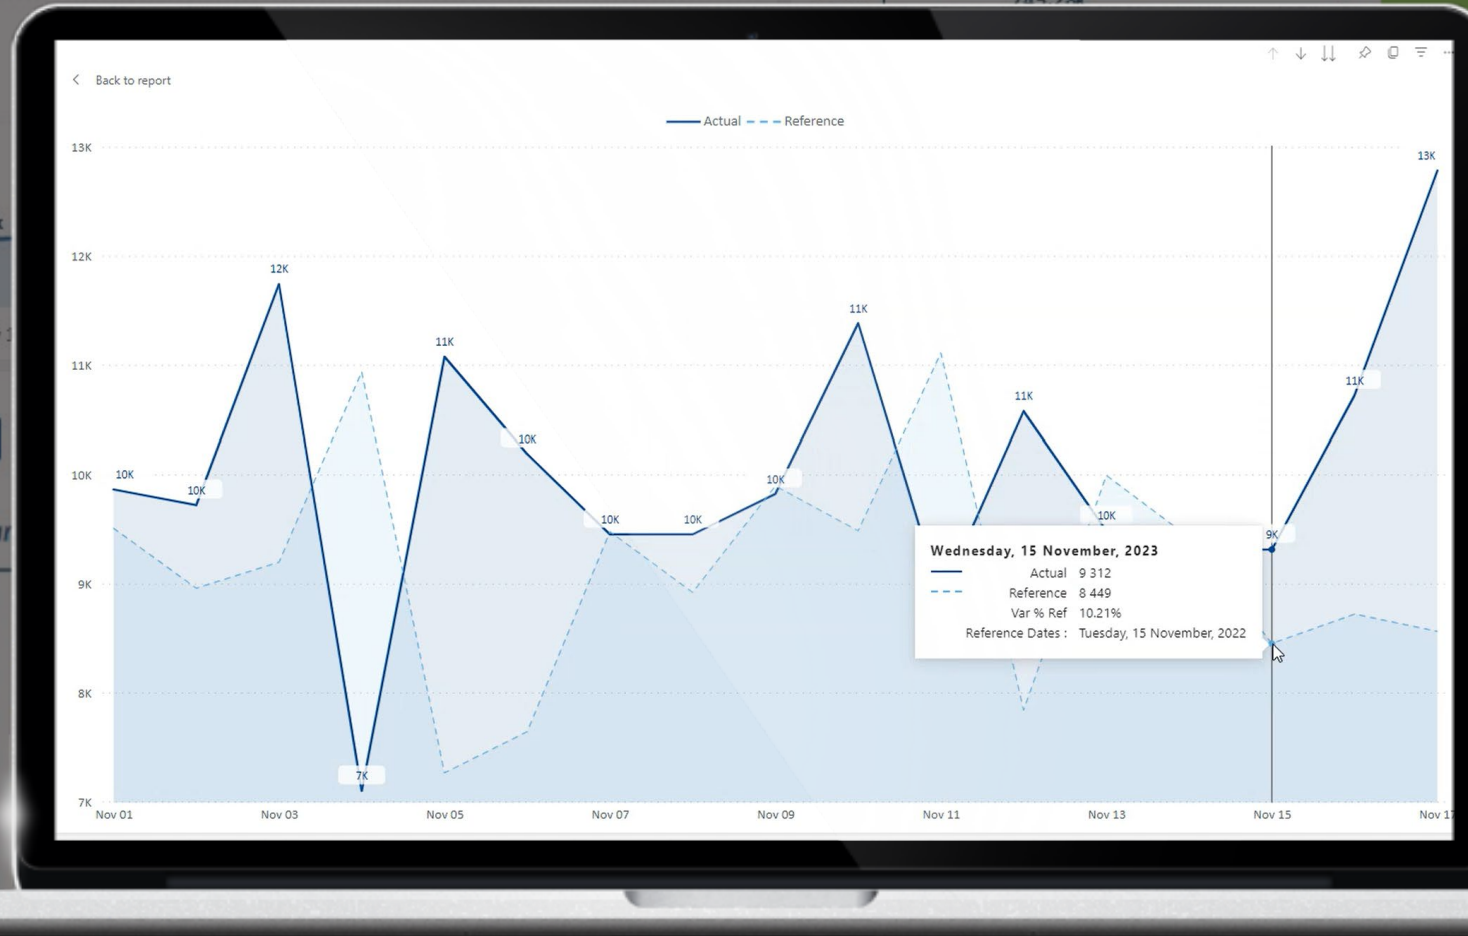 Back to report
Actual Reference
13K
12K
11K
10K
9K
8K
7K
10K
10K
12K
7K
11K
10K
10K
10K
10K
11K
11K
10K
9K
11K
13K
Wednesday, 15 November, 2023
Actual 9 312
Reference 8 449
Var % Ref 10.21%
Reference Dates : Tuesday, 15 November, 2022
Nov 01 Nov 03 Nov 05 Nov 07 Nov 09 Nov 11 Nov 13 Nov 15 Nov 17